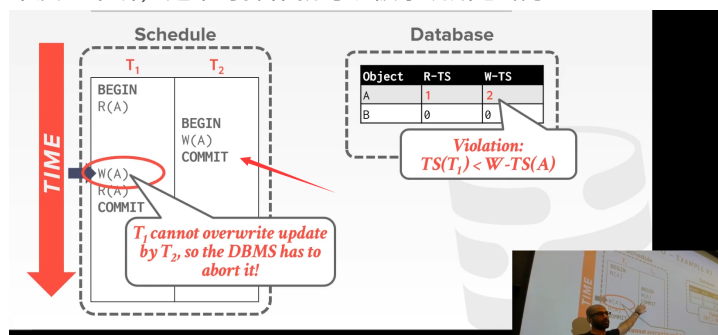 Schedule
Database
TIME
T1
T2
BEGIN
R(A)
BEGIN
W(A)
COMMIT
W(A)
R(A)
COMMIT
T1 cannot overwrite update
by T2, so the DBMS has to
abort it!
Object R-TS W-TS
A 1 2
B 0 0
Violation:
TS(T1) < W-TS(A)
TIME